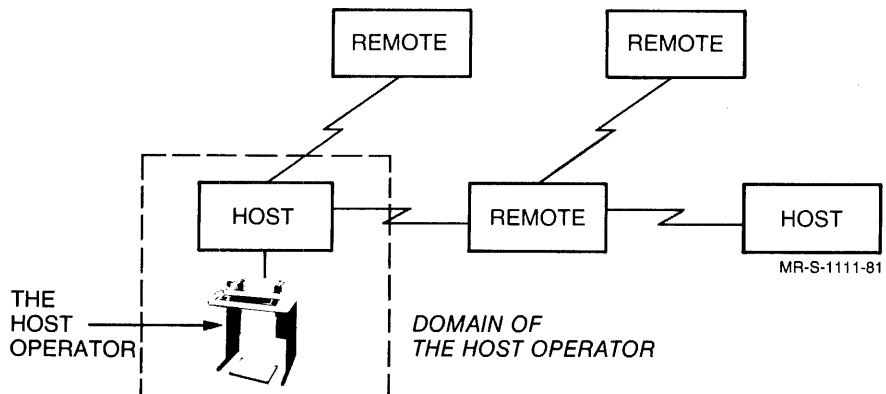 REMOTE
REMOTE
HOST
REMOTE
HOST
MR-S-1111-81
THE
HOST
OPERATOR
DOMAIN OF
THE HOST OPERATOR